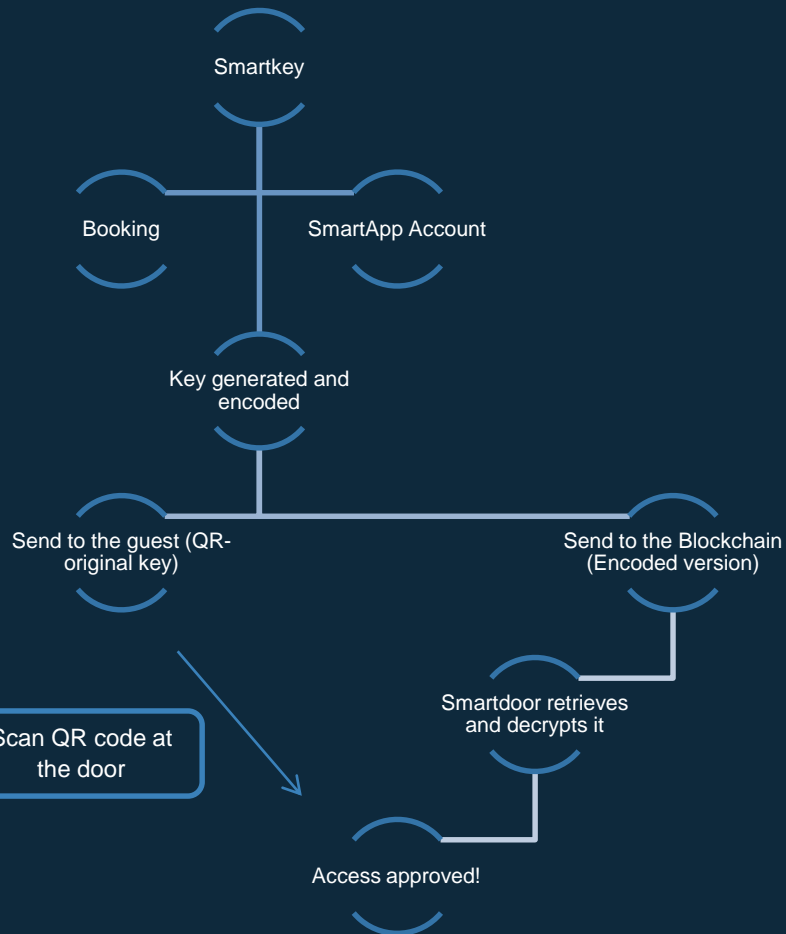 Smartkey
Booking
SmartApp Account
Key generated and
encoded
Send to the guest (QR-
original key)
Send to the Blockchain
(Encoded version)
Smartdoor retrieves
and decrypts it
Scan QR code at
the door
Access approved!